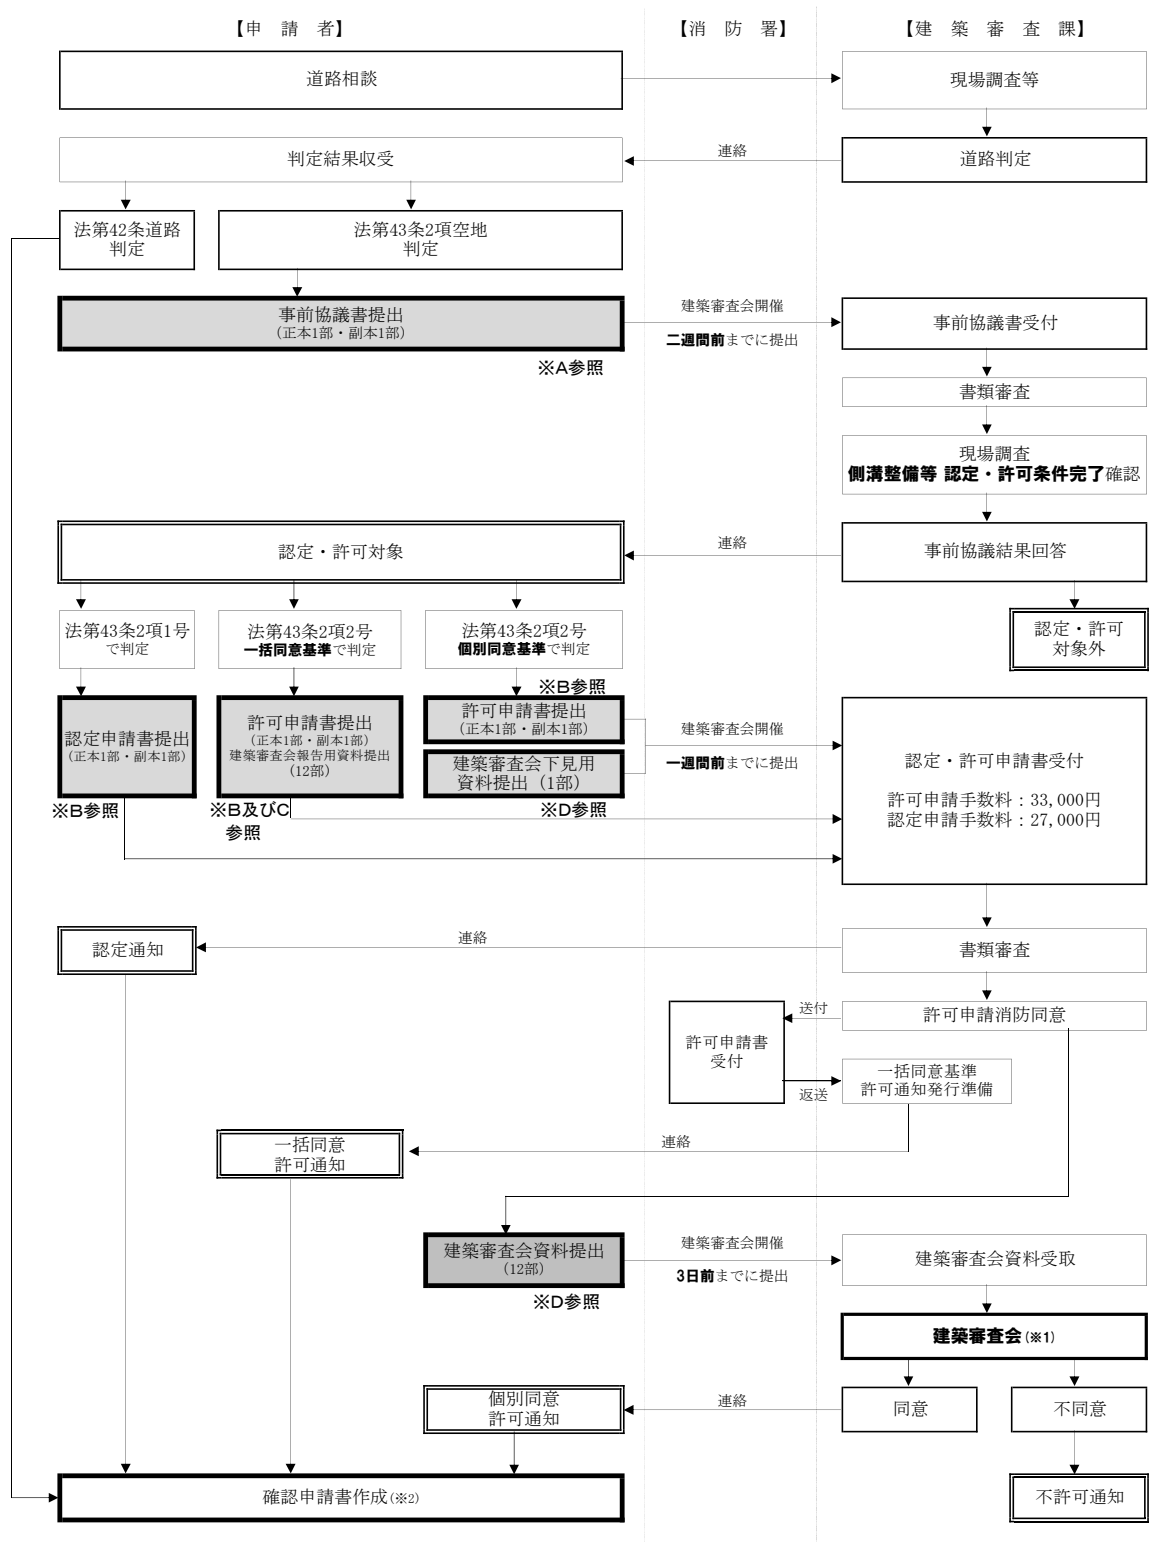 【申　請　者】
【消　防　署】
【建　築　審　査　課】
道路相談
現場調査等
判定結果収受
連絡
道路判定
法第42条道路
判定
法第43条2項空地
判定
事前協議書提出
(正本1部・副本1部)
※A参照
建築審査会開催
二週間前までに提出
事前協議書受付
書類審査
現場調査
側溝整備等 認定・許可条件完了確認
認定・許可対象
連絡
事前協議結果回答
認定・許可
対象外
法第43条2項1号
で判定
法第43条2項2号
一括同意基準で判定
法第43条2項2号
個別同意基準で判定
※B参照
認定申請書提出
(正本1部・副本1部)
※B参照
許可申請書提出
(正本1部・副本1部)
建築審査会報告用資料提出
(12部)
※B及びC
参照
許可申請書提出
(正本1部・副本1部)
建築審査会下見用
資料提出（1部）
※D参照
建築審査会開催
一週間前までに提出
認定・許可申請書受付
許可申請手数料：33,000円
認定申請手数料：27,000円
認定通知
連絡
書類審査
許可申請書
受付
送付
返送
許可申請消防同意
一括同意基準
許可通知発行準備
一括同意
許可通知
連絡
建築審査会資料提出
(12部)
※D参照
建築審査会開催
3日前までに提出
建築審査会資料受取
建築審査会(※1)
個別同意
許可通知
連絡
同意
不同意
確認申請書作成(※2)
不許可通知